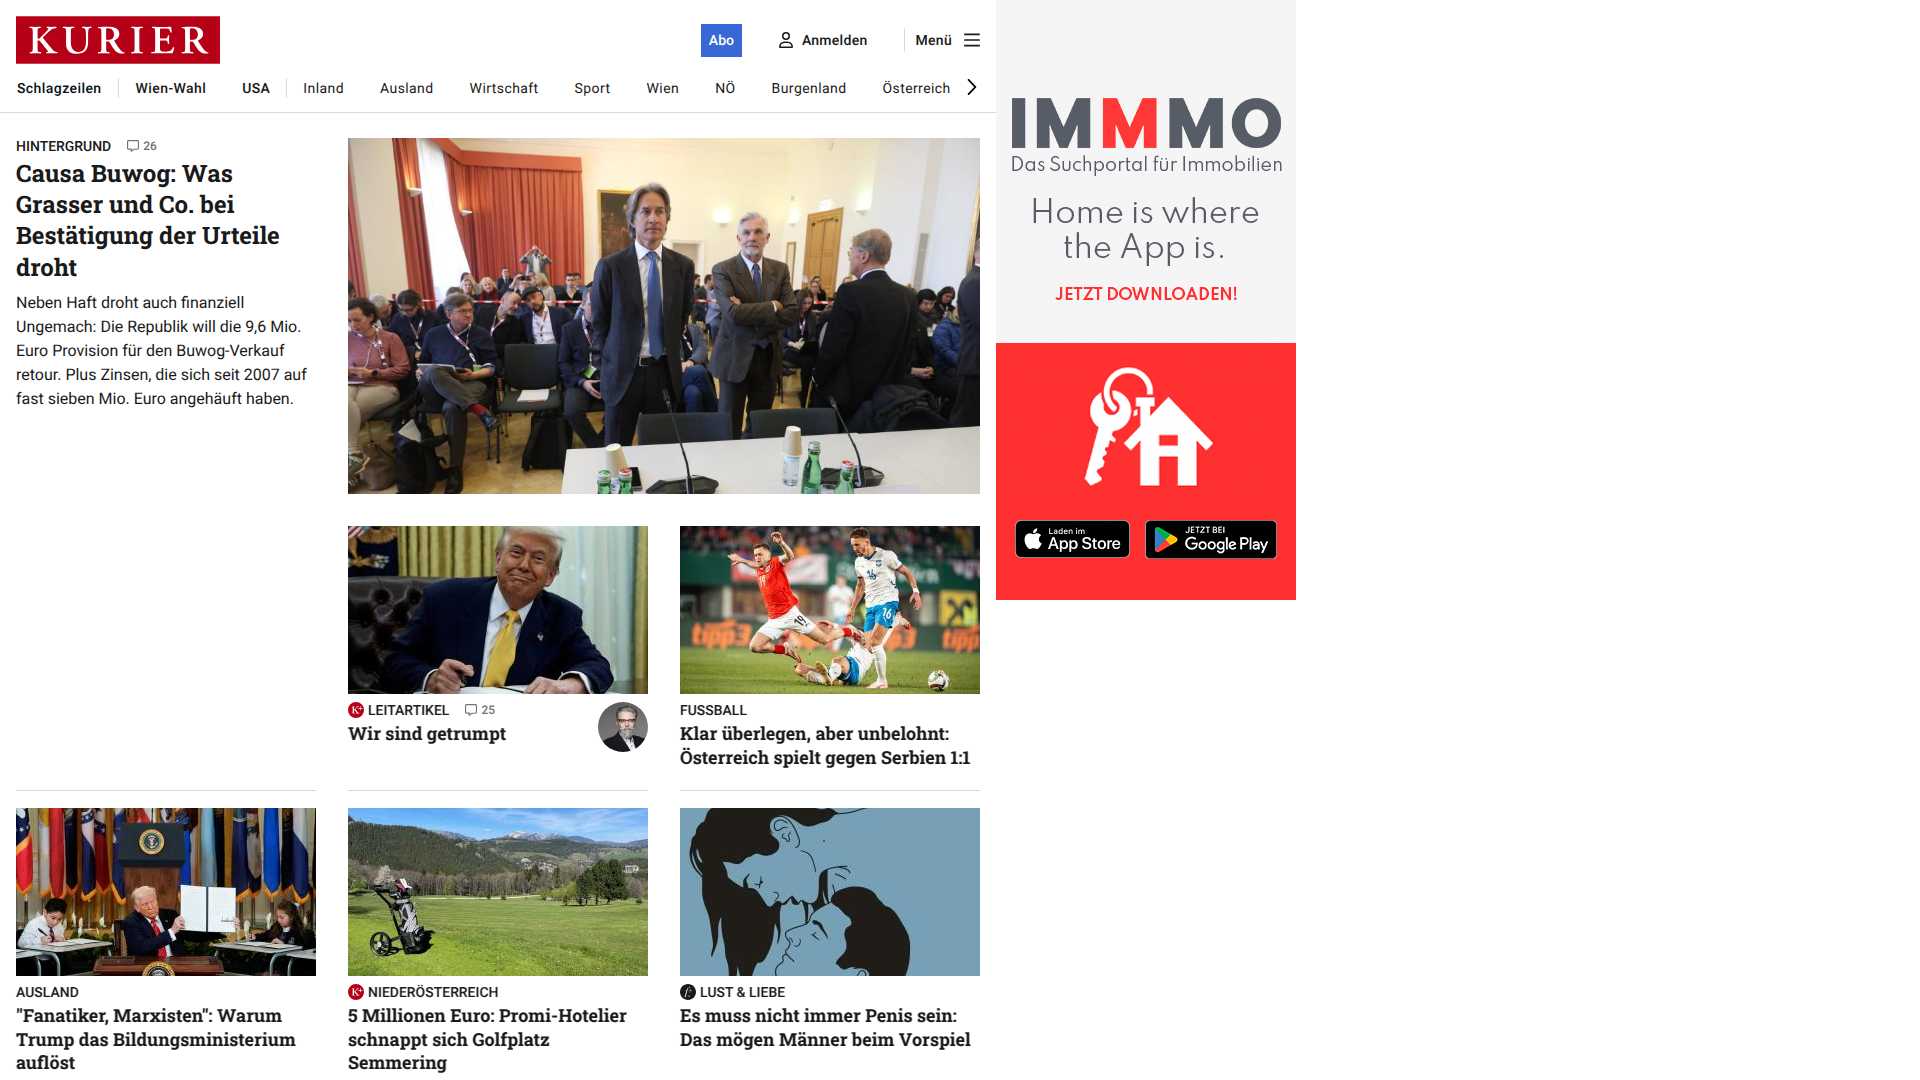 KURIER
Abo
Anmelden
Menü
Schlagzeilen
Wien-Wahl
USA
Inland
Ausland
Wirtschaft
Sport
Wien
NÖ
Burgenland
Österreich
HINTERGRUND 26
Causa Buwog: Was
Grasser und Co. bei
Bestätigung der Urteile
droht
Neben Haft droht auch finanziell
Ungemach: Die Republik will die 9,6 Mio.
Euro Provision für den Buwog-Verkauf
retour. Plus Zinsen, die sich seit 2007 auf
fast sieben Mio. Euro angehäuft haben.
tipp3
19
16
16
tipp
K+ LEITARTIKEL 25
Wir sind getrumpt
FUSSBALL
Klar überlegen, aber unbelohnt:
Österreich spielt gegen Serbien 1:1
AUSLAND
"Fanatiker, Marxisten": Warum
Trump das Bildungsministerium
auflöst
K+ NIEDERÖSTERREICH
5 Millionen Euro: Promi-Hotelier
schnappt sich Golfplatz
Semmering
LUST & LIEBE
Es muss nicht immer Penis sein:
Das mögen Männer beim Vorspiel
IMMMO
Das Suchportal für Immobilien
Home is where
the App is.
JETZT DOWNLOADEN!
Laden im
App Store
JETZT BEI
Google Play